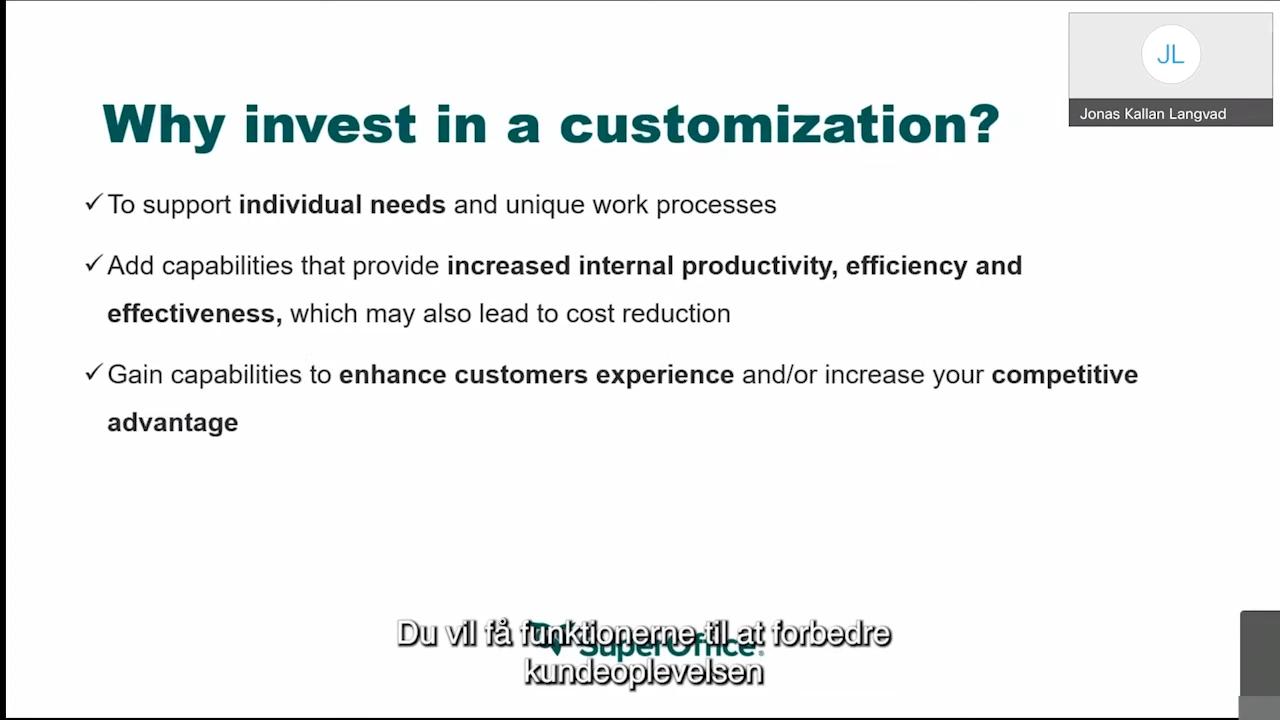 JL
Jonas Kallan Langvad
Why invest in a customization?
✓ To support individual needs and unique work processes
✓ Add capabilities that provide increased internal productivity, efficiency and
effectiveness, which may also lead to cost reduction
✓ Gain capabilities to enhance customers experience and/or increase your competitive
advantage
SuperOffice®
Du vil få funktionerne til at forbedre
kundeoplevelsen